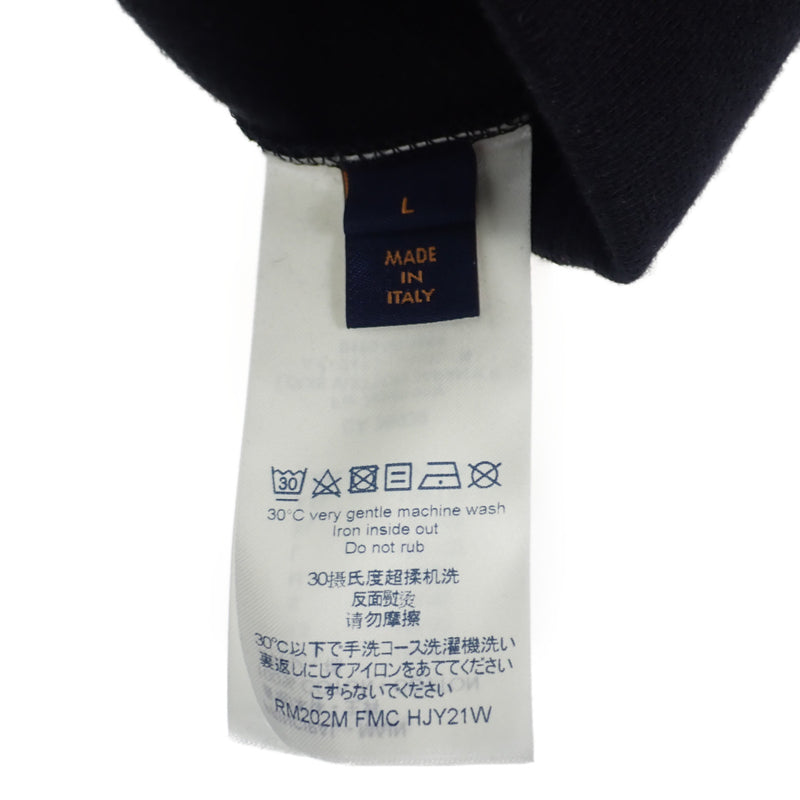 L
MADE
IN
ITALY
30
30°C very gentle machine wash
Iron inside out
Do not rub
30摄氏度超揉机洗
反面熨烫
请勿摩擦
30℃以下で手洗コース洗濯機洗い
裏返しにしてアイロンをあててください
こすらないでください
RM202M FMC HJY21W